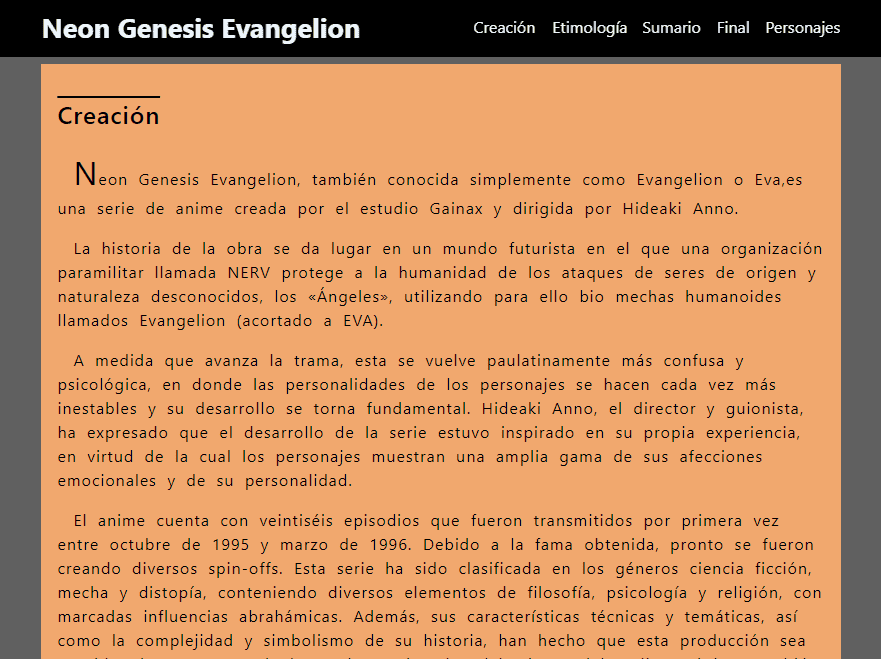 Neon Genesis Evangelion
Creación Etimología Sumario Final Personajes
Creación
Neon Genesis Evangelion, también conocida simplemente como Evangelion o Eva,es
una serie de anime creada por el estudio Gainax y dirigida por Hideaki Anno.
La historia de la obra se da lugar en un mundo futurista en el que una organización
paramilitar llamada NERV protege a la humanidad de los ataques de seres de origen y
naturaleza desconocidos, los «Ángeles», utilizando para ello bio mechas humanoides
llamados Evangelion (acortado a EVA).
A medida que avanza la trama, esta se vuelve paulatinamente más confusa y
psicológica, en donde las personalidades de los personajes se hacen cada vez más
inestables y su desarrollo se torna fundamental. Hideaki Anno, el director y guionista,
ha expresado que el desarrollo de la serie estuvo inspirado en su propia experiencia,
en virtud de la cual los personajes muestran una amplia gama de sus afecciones
emocionales y de su personalidad.
El anime cuenta con veintiséis episodios que fueron transmitidos por primera vez
entre octubre de 1995 y marzo de 1996. Debido a la fama obtenida, pronto se fueron
creando diversos spin-offs. Esta serie ha sido clasificada en los géneros ciencia ficción,
mecha y distopía, conteniendo diversos elementos de filosofía, psicología y religión, con
marcadas influencias abrahámicas. Además, sus características técnicas y temáticas, así
como la complejidad y simbolismo de su historia, han hecho que esta producción sea